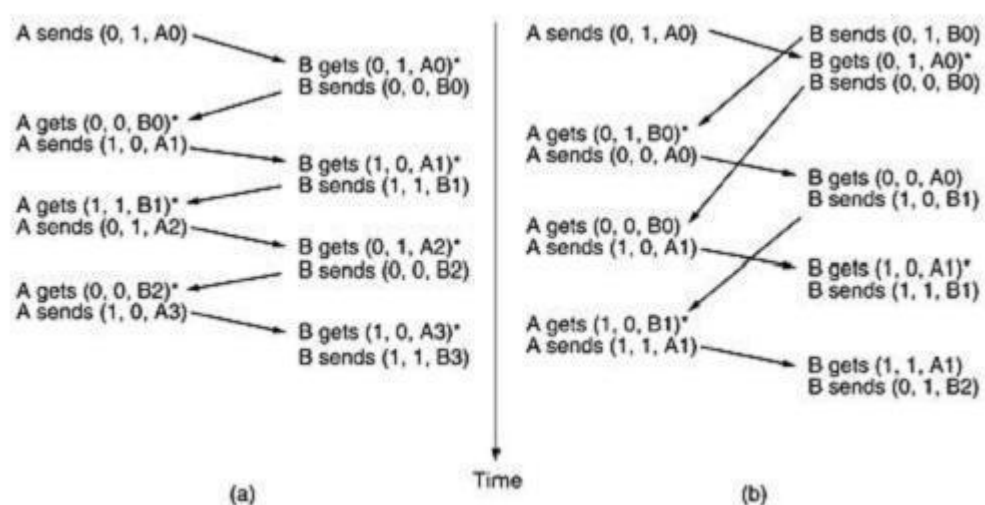 A sends (0, 1, A0)
B gets (0, 1, A0)*
B sends (0, 0, B0)
A gets (0, 0, B0)*
A sends (1, 0, A1)
B gets (1, 0, A1)*
B sends (1, 1, B1)
A gets (1, 1, B1)*
A sends (0, 1, A2)
B gets (0, 1, A2)*
B sends (0, 0, B2)
A gets (0, 0, B2)*
A sends (1, 0, A3)
B gets (1, 0, A3)*
B sends (1, 1, B3)
(a)
Time
A sends (0, 1, A0)
B sends (0, 1, B0)
B gets (0, 1, A0)*
B sends (0, 0, B0)
A gets (0, 1, B0)*
A sends (0, 0, A0)
B gets (0, 0, A0)
B sends (1, 0, B1)
A gets (0, 0, B0)
A sends (1, 0, A1)
B gets (1, 0, A1)*
B sends (1, 1, B1)
A gets (1, 0, B1)*
A sends (1, 1, A1)
B gets (1, 1, A1)
B sends (0, 1, B2)
(b)